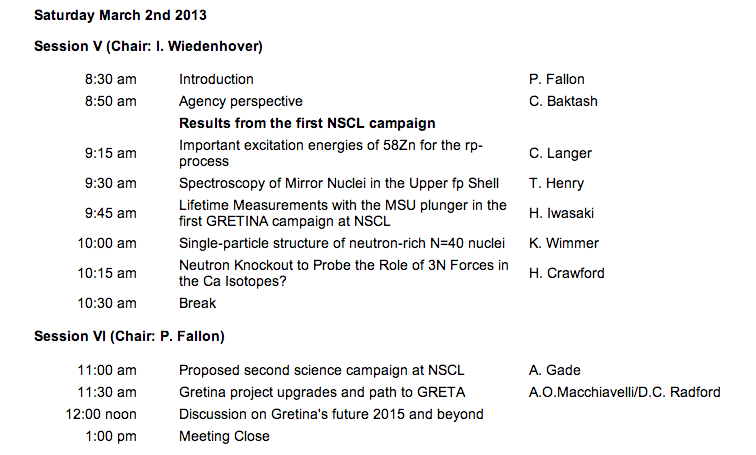 Saturday March 2nd 2013
Session V (Chair: I. Wiedenhover)
8:30 am Introduction P. Fallon
8:50 am Agency perspective C. Baktash
Results from the first NSCL campaign
9:15 am Important excitation energies of 58Zn for the rp-
process C. Langer
9:30 am Spectroscopy of Mirror Nuclei in the Upper fp Shell T. Henry
9:45 am Lifetime Measurements with the MSU plunger in the
first GRETINA campaign at NSCL H. Iwasaki
10:00 am Single-particle structure of neutron-rich N=40 nuclei K. Wimmer
10:15 am Neutron Knockout to Probe the Role of 3N Forces in
the Ca Isotopes? H. Crawford
10:30 am Break
Session VI (Chair: P. Fallon)
11:00 am Proposed second science campaign at NSCL A. Gade
11:30 am Gretina project upgrades and path to GRETA A.O.Macchiavelli/D.C. Radford
12:00 noon Discussion on Gretina's future 2015 and beyond
1:00 pm Meeting Close